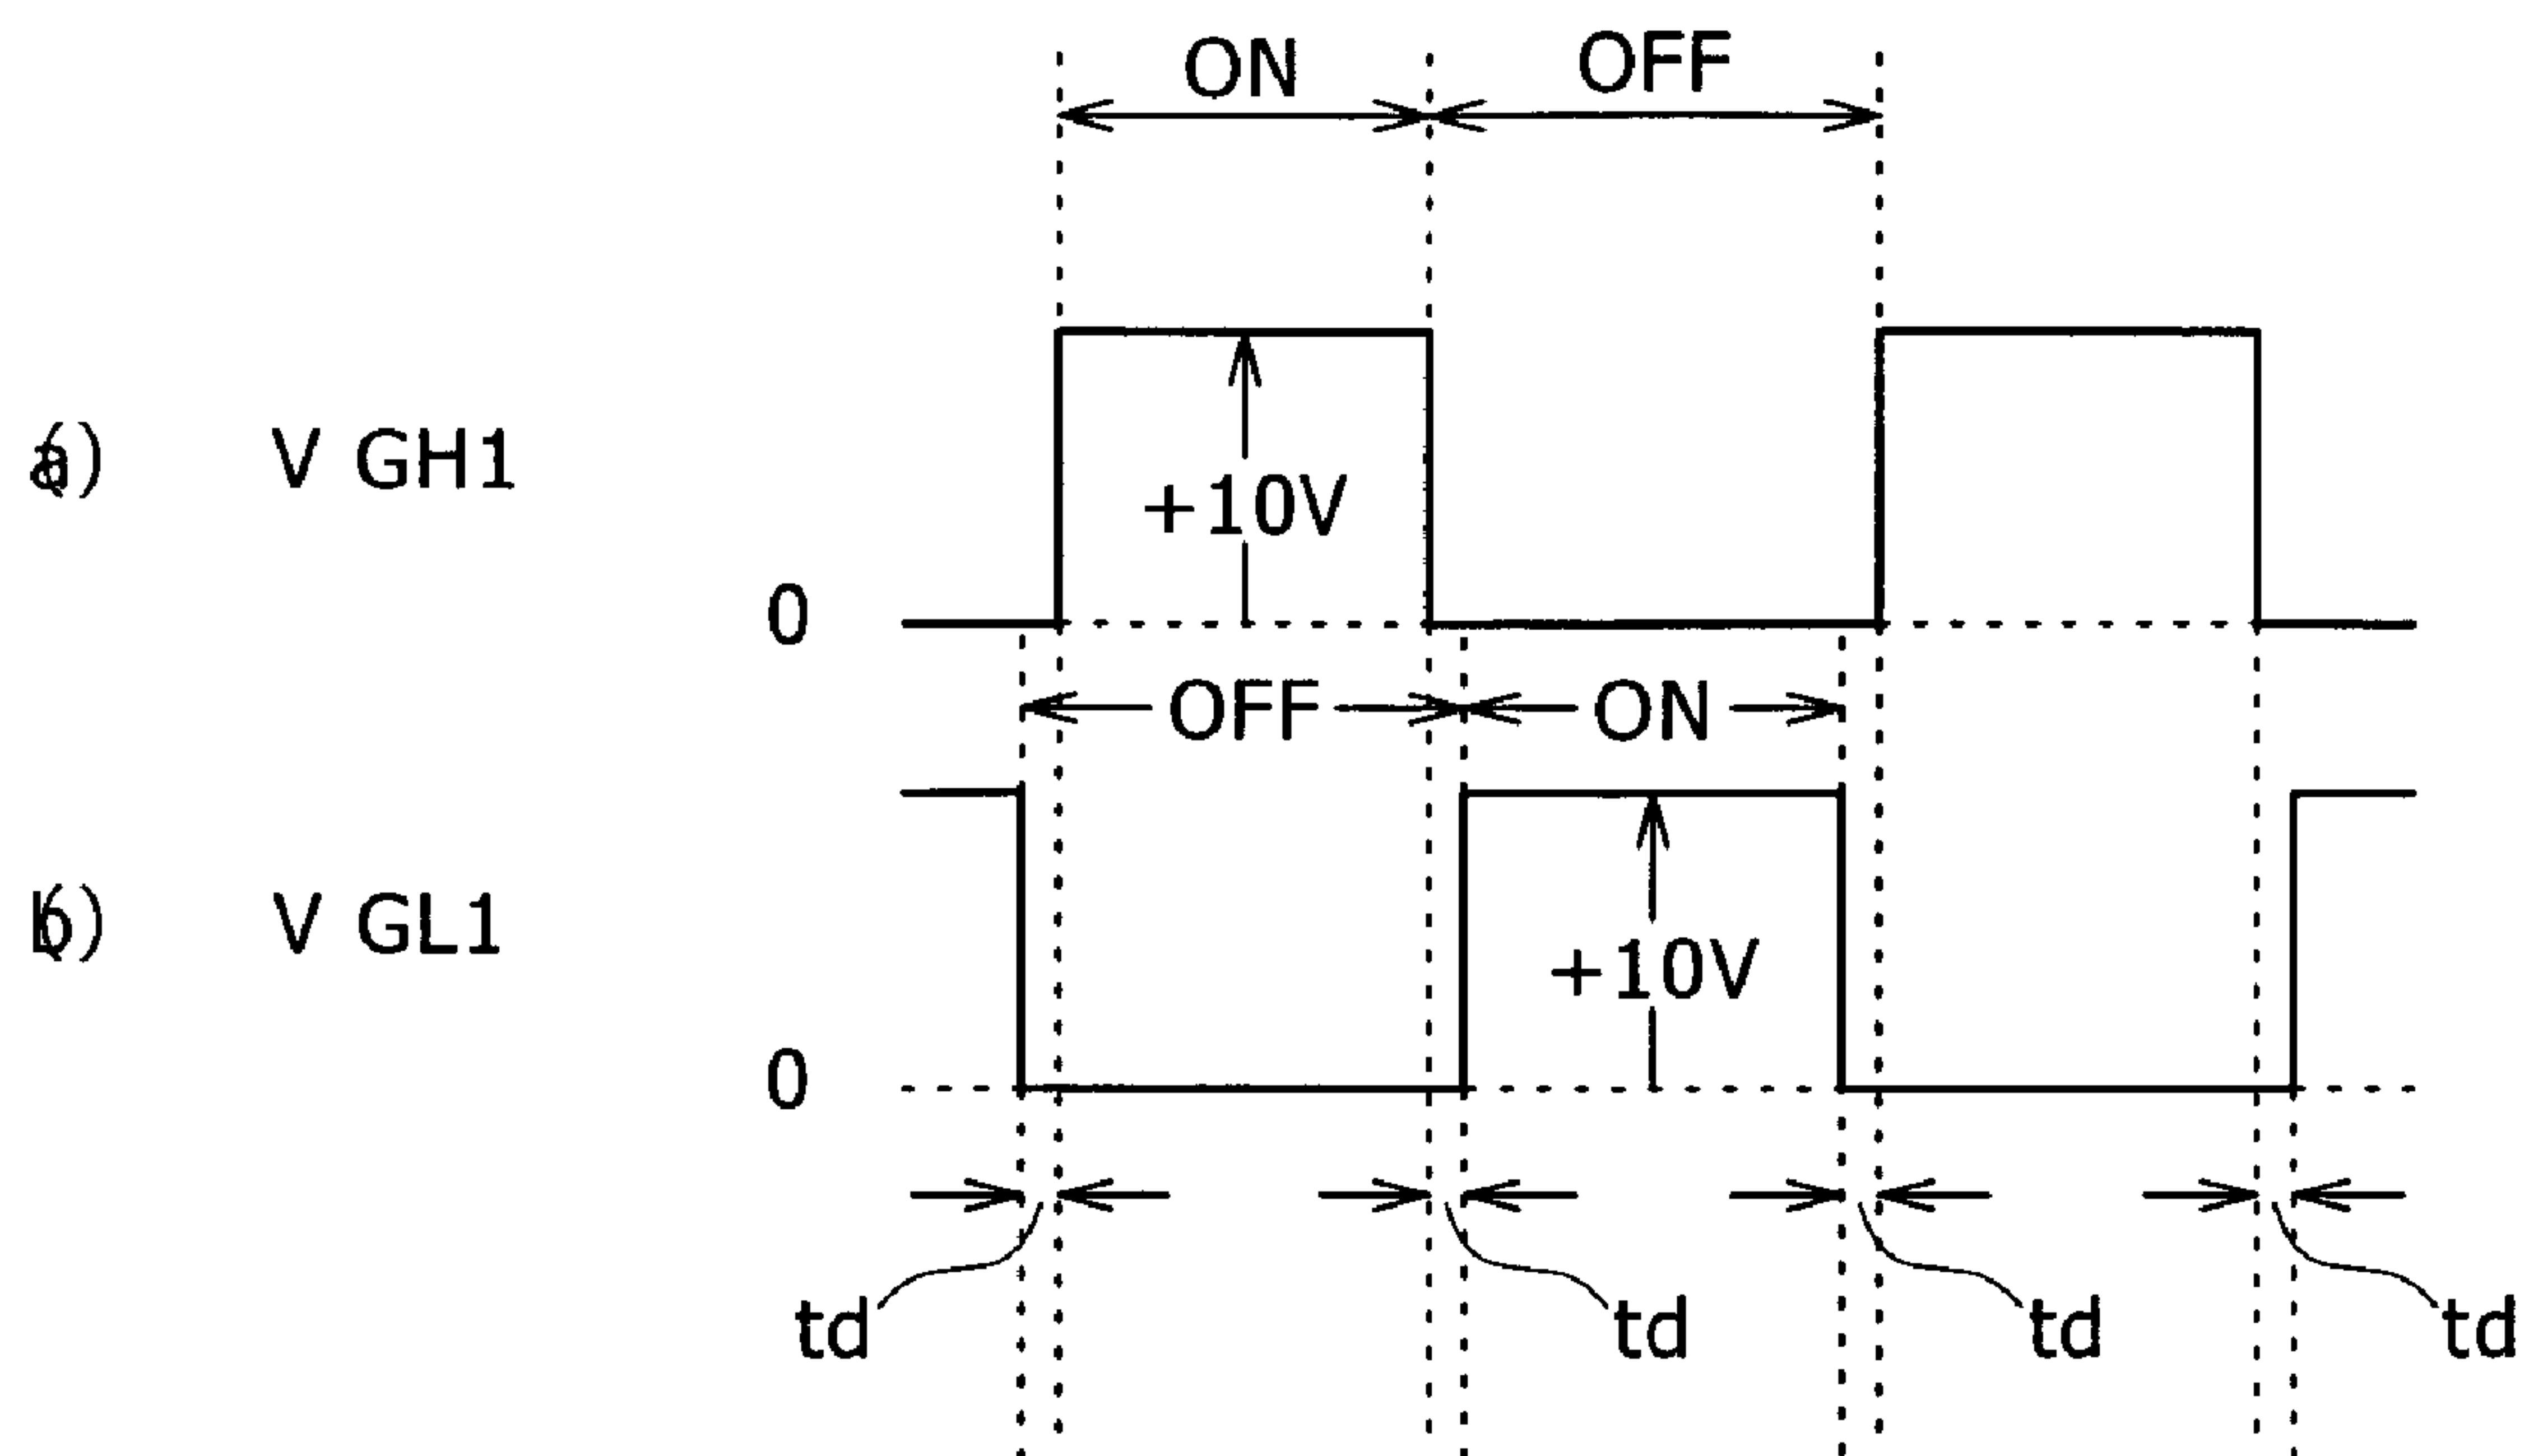 ON OFF
(a) V GH1
+10V
0
OFF ON
(b) V GL1
+10V
0
td td td td